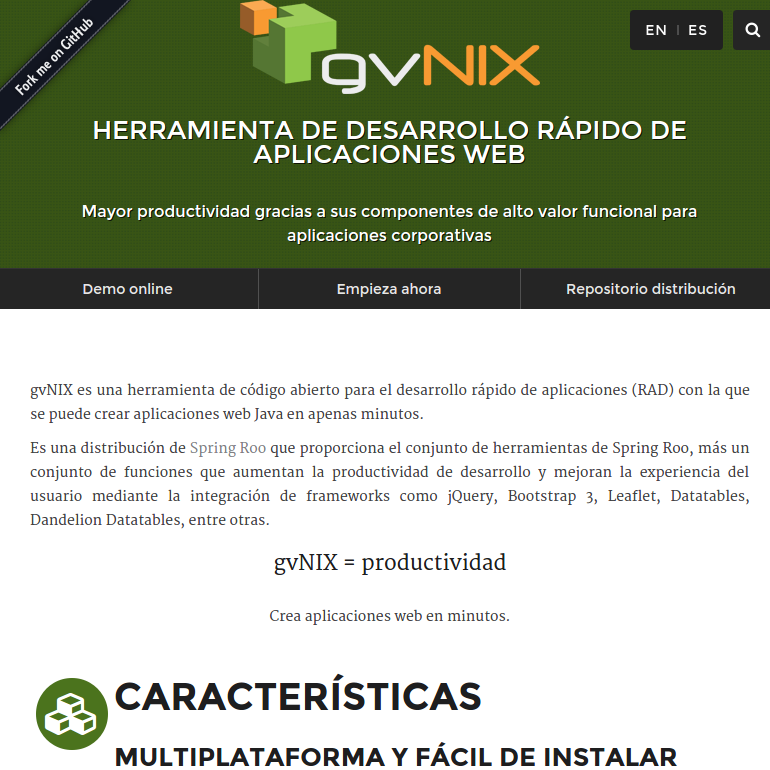 Fork me on GitHub
EN | ES
gvNIX
HERRAMIENTA DE DESARROLLO RÁPIDO DE
APLICACIONES WEB
Mayor productividad gracias a sus componentes de alto valor funcional para
aplicaciones corporativas
Demo online
Empieza ahora
Repositorio distribución
gvNIX es una herramienta de código abierto para el desarrollo rápido de aplicaciones (RAD) con la que
se puede crear aplicaciones web Java en apenas minutos.
Es una distribución de Spring Roo que proporciona el conjunto de herramientas de Spring Roo, más un
conjunto de funciones que aumentan la productividad de desarrollo y mejoran la experiencia del
usuario mediante la integración de frameworks como jQuery, Bootstrap 3, Leaflet, Datatables,
Dandelion Datatables, entre otras.
gvNIX = productividad
Crea aplicaciones web en minutos.
CARACTERÍSTICAS
MULTIPLATAFORMA Y FÁCIL DE INSTALAR